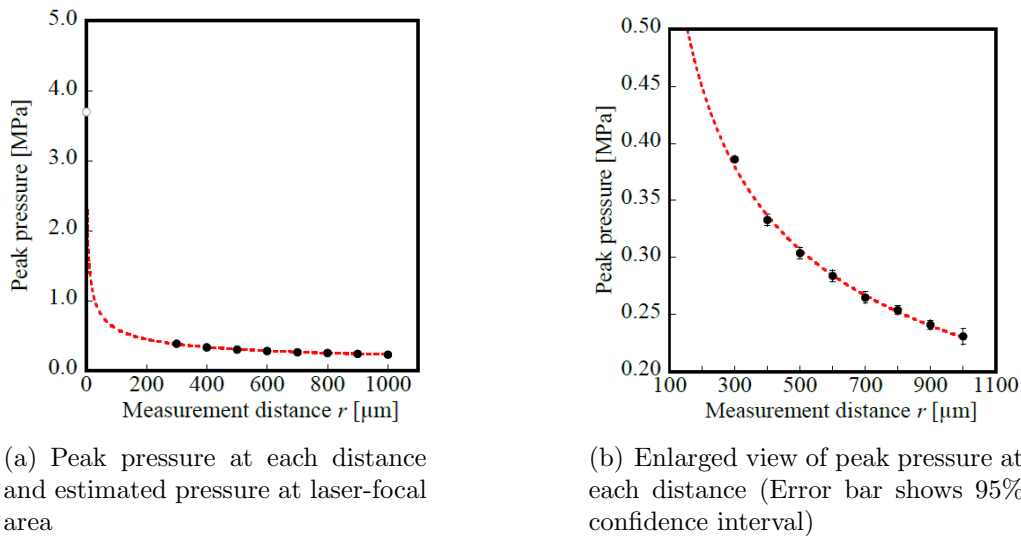 5.0
4.0
3.0
2.0
1.0
0.0
Peak pressure [MPa]
0 200 400 600 800 1000
Measurement distance r [µm]
(a) Peak pressure at each distance
and estimated pressure at laser-focal
area
0.50
0.45
0.40
0.35
0.30
0.25
0.20
Peak pressure [MPa]
100 300 500 700 900 1100
Measurement distance r [µm]
(b) Enlarged view of peak pressure at
each distance (Error bar shows 95%
confidence interval)